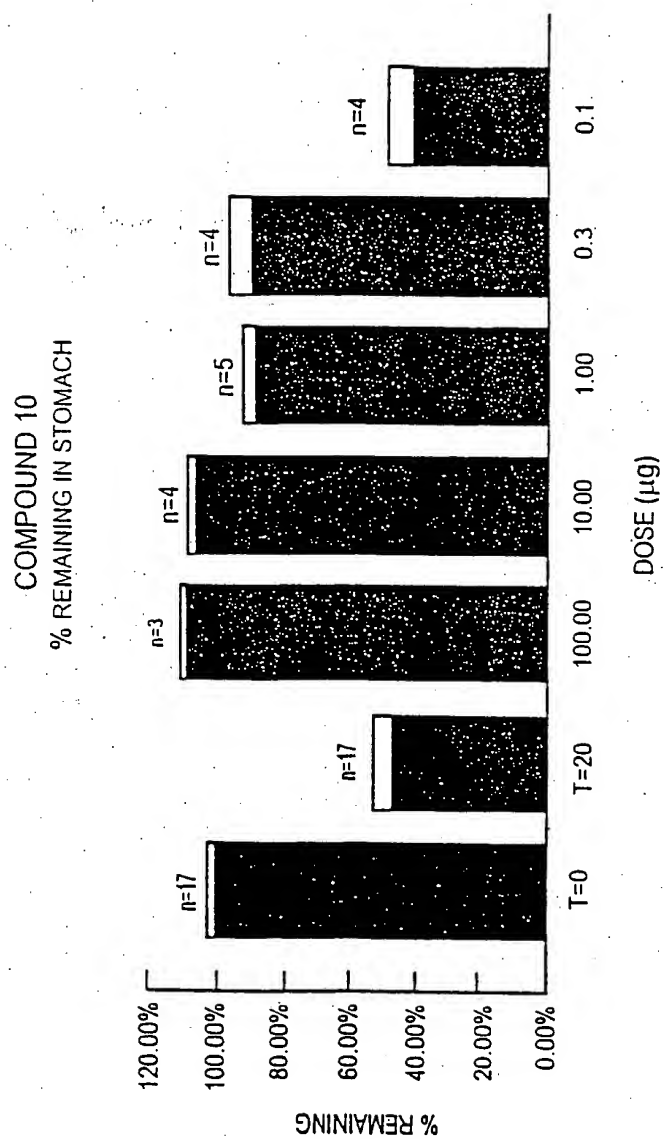 COMPOUND 10
% REMAINING IN STOMACH
% REMAINING
120.00%
100.00%
80.00%
60.00%
40.00%
20.00%
0.00%
n=17
n=17
n=3
n=4
n=5
n=4
n=4
T=0
T=20
100.00
10.00
1.00
0.3
0.1
DOSE (µg)